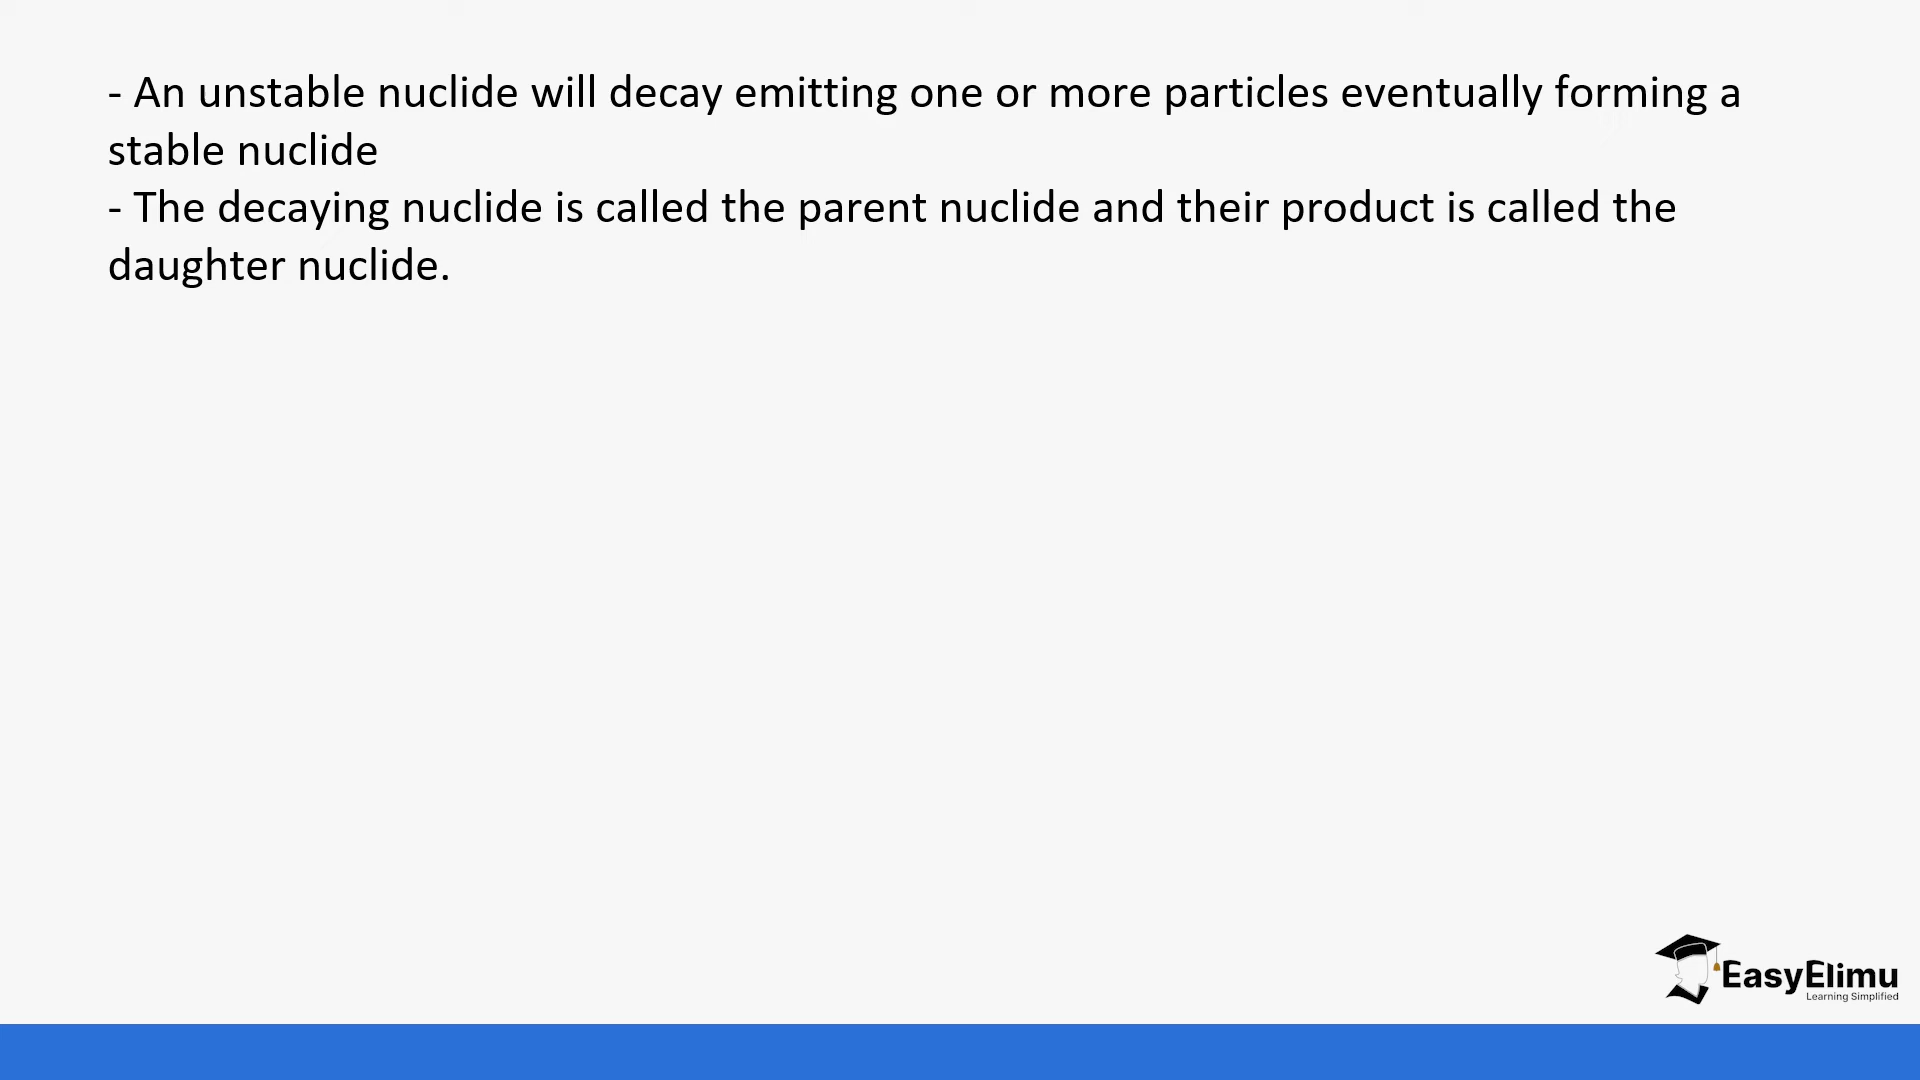 - An unstable nuclide will decay emitting one or more particles eventually forming a
stable nuclide
- The decaying nuclide is called the parent nuclide and their product is called the
daughter nuclide.
EasyElimu
Learning Simplified